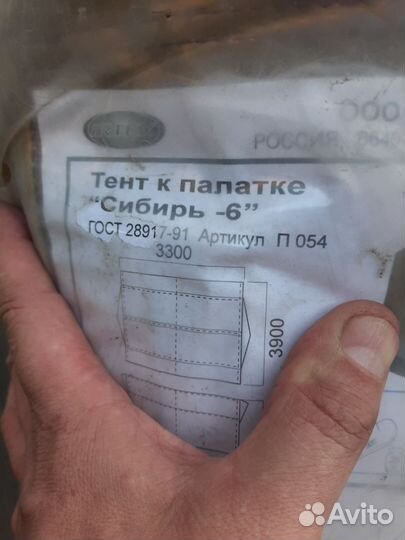 ООО
РОССИЯ
Тент к палатке
“Сибирь -6”
ГОСТ 28917-91 Артикул П 054
3300
3900
Avito